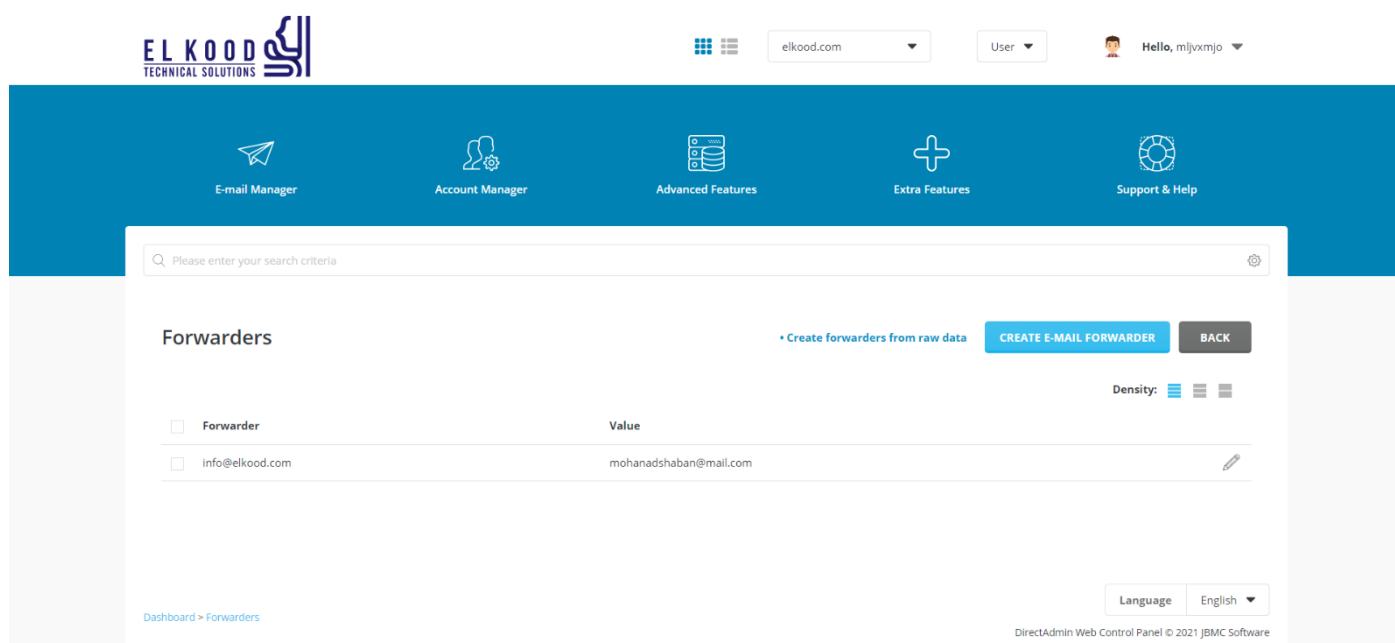 EL KOOD
TECHNICAL SOLUTIONS
elkood.com
User
Hello, mljvxmjo
E-mail Manager
Account Manager
Advanced Features
Extra Features
Support & Help
Please enter your search criteria
Forwarders
• Create forwarders from raw data
CREATE E-MAIL FORWARDER
BACK
Density:
Forwarder Value
info@elkood.com mohanadshaban@mail.com
Language English
Dashboard > Forwarders
DirectAdmin Web Control Panel © 2021 JBMC Software